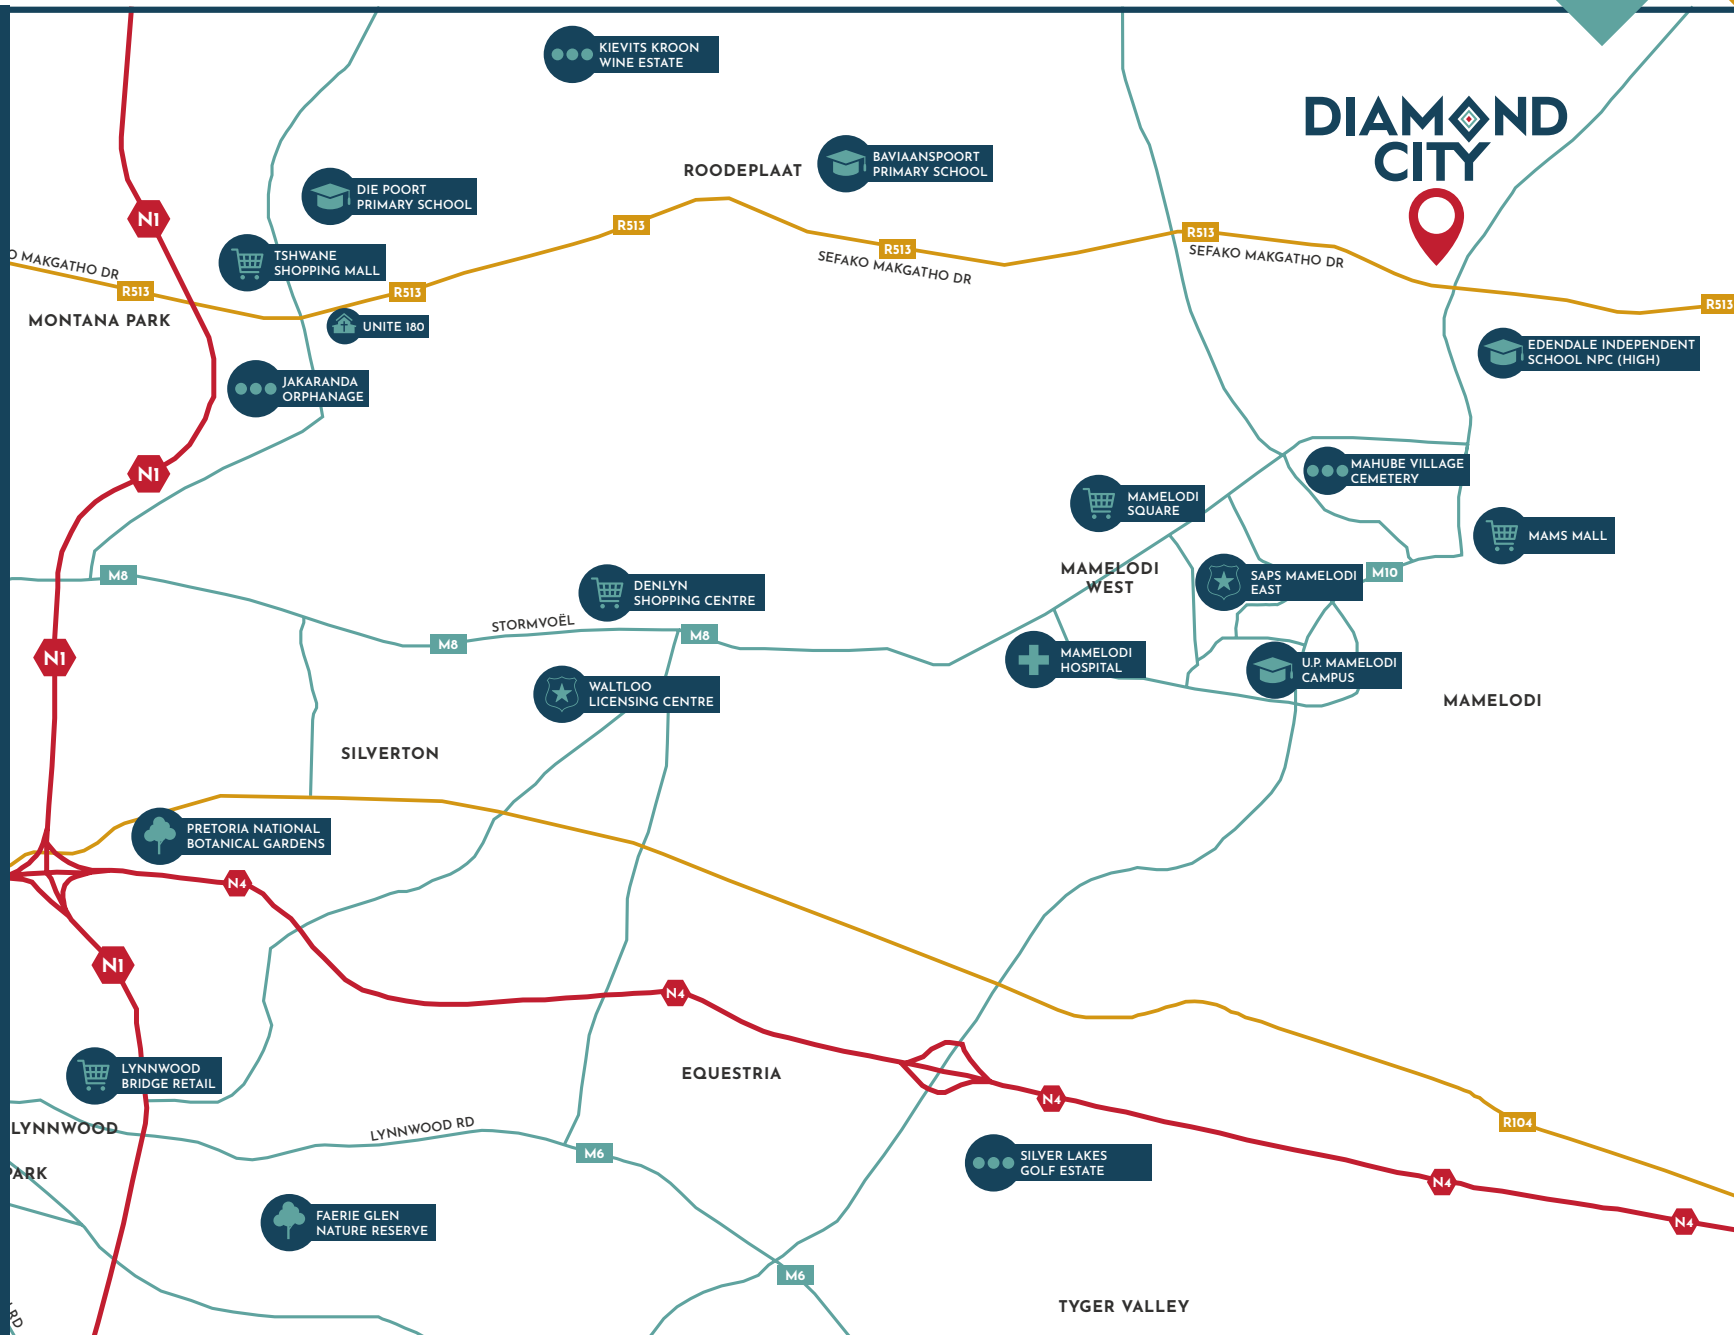 KIEVITS KROON
WINE ESTATE
DIAMOND
CITY
BAVIAANSPOORT
PRIMARY SCHOOL
ROODEPLAAT
DIE POORT
PRIMARY SCHOOL
N1
R513
R513
SEFAKO MAKGATHO DR
R513
SEFAKO MAKGATHO DR
TSHWANE
SHOPPING MALL
O MAKGATHO DR
R513
R513
R513
MONTANA PARK
UNITE 180
EDENDALE INDEPENDENT
SCHOOL NPC (HIGH)
JAKARANDA
ORPHANAGE
N1
MAHUBE VILLAGE
CEMETERY
MAMELODI
SQUARE
MAMS MALL
MAMELODI
WEST
SAPS MAMELODI
EAST
M10
M8
DENLYN
SHOPPING CENTRE
STORMVOËL
M8
M8
N1
MAMELODI
HOSPITAL
U.P. MAMELODI
CAMPUS
WALTLOO
LICENSING CENTRE
MAMELODI
SILVERTON
PRETORIA NATIONAL
BOTANICAL GARDENS
N4
N1
N4
LYNNWOOD
BRIDGE RETAIL
EQUESTRIA
N4
R104
LYNNWOOD
PARK
LYNNWOOD RD
M6
SILVER LAKES
GOLF ESTATE
N4
N4
FAERIE GLEN
NATURE RESERVE
M6
TYGER VALLEY
RD